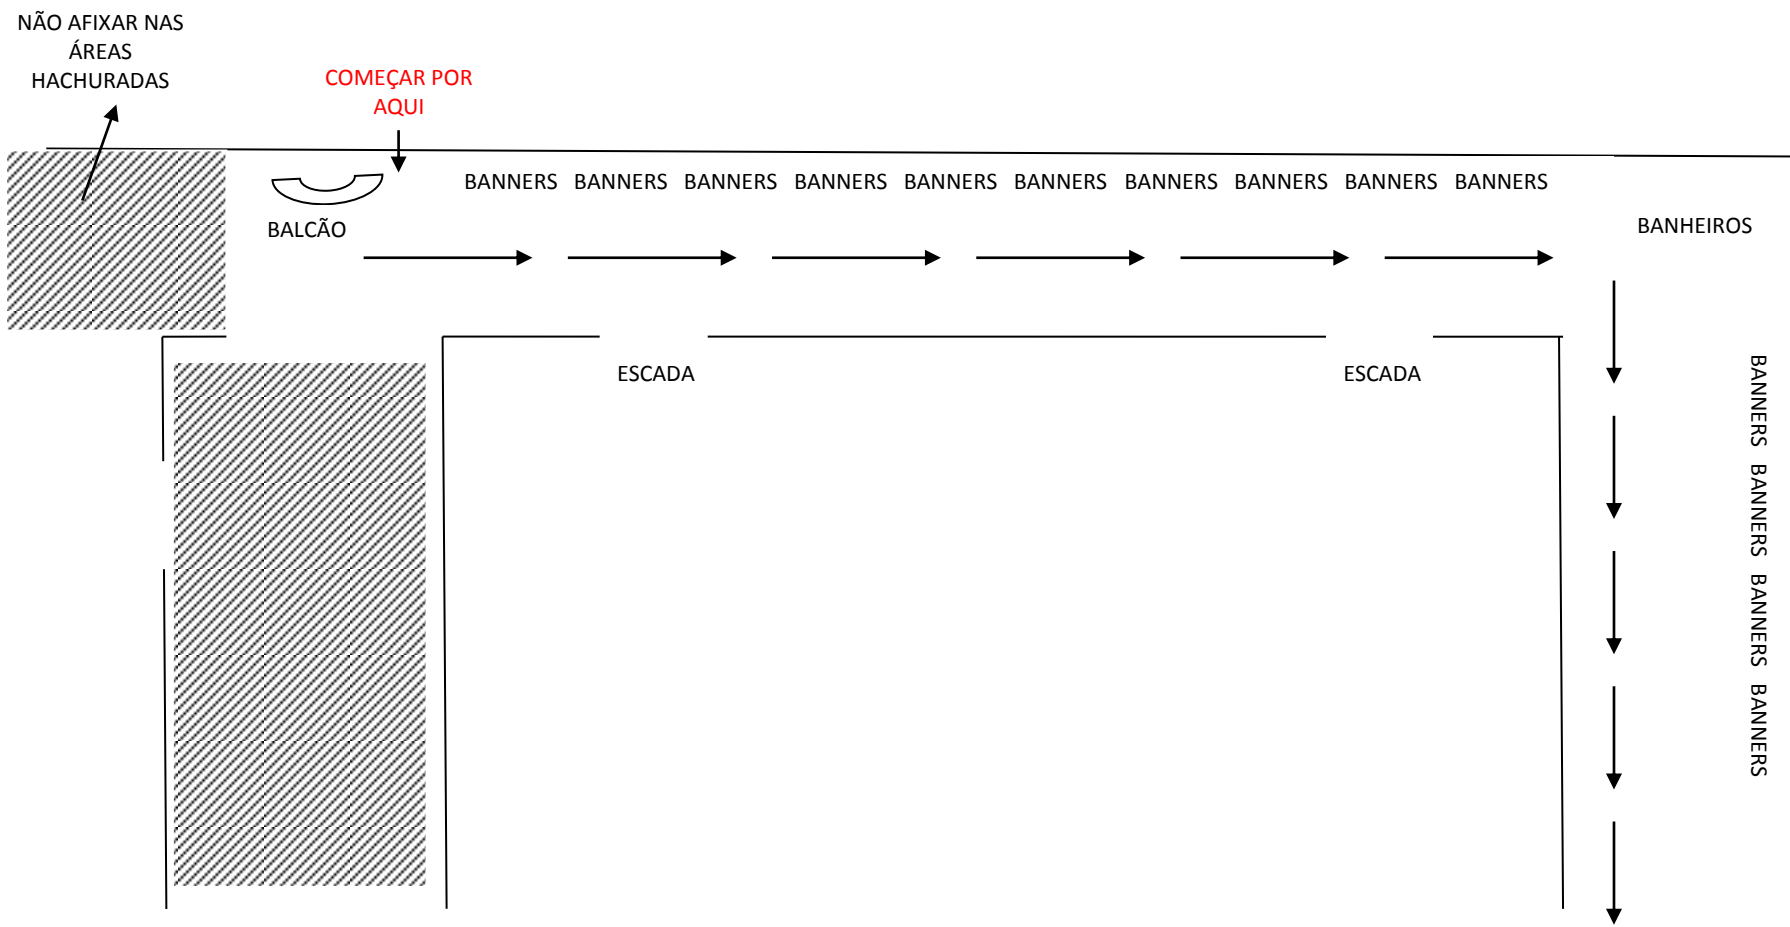 NÃO AFIXAR NAS
ÁREAS
HACHURADAS
COMEÇAR POR
AQUI
BANNERS BANNERS BANNERS BANNERS BANNERS BANNERS BANNERS BANNERS BANNERS BANNERS
BALCÃO
BANHEIROS
ESCADA
ESCADA
BANNERS BANNERS BANNERS BANNERS